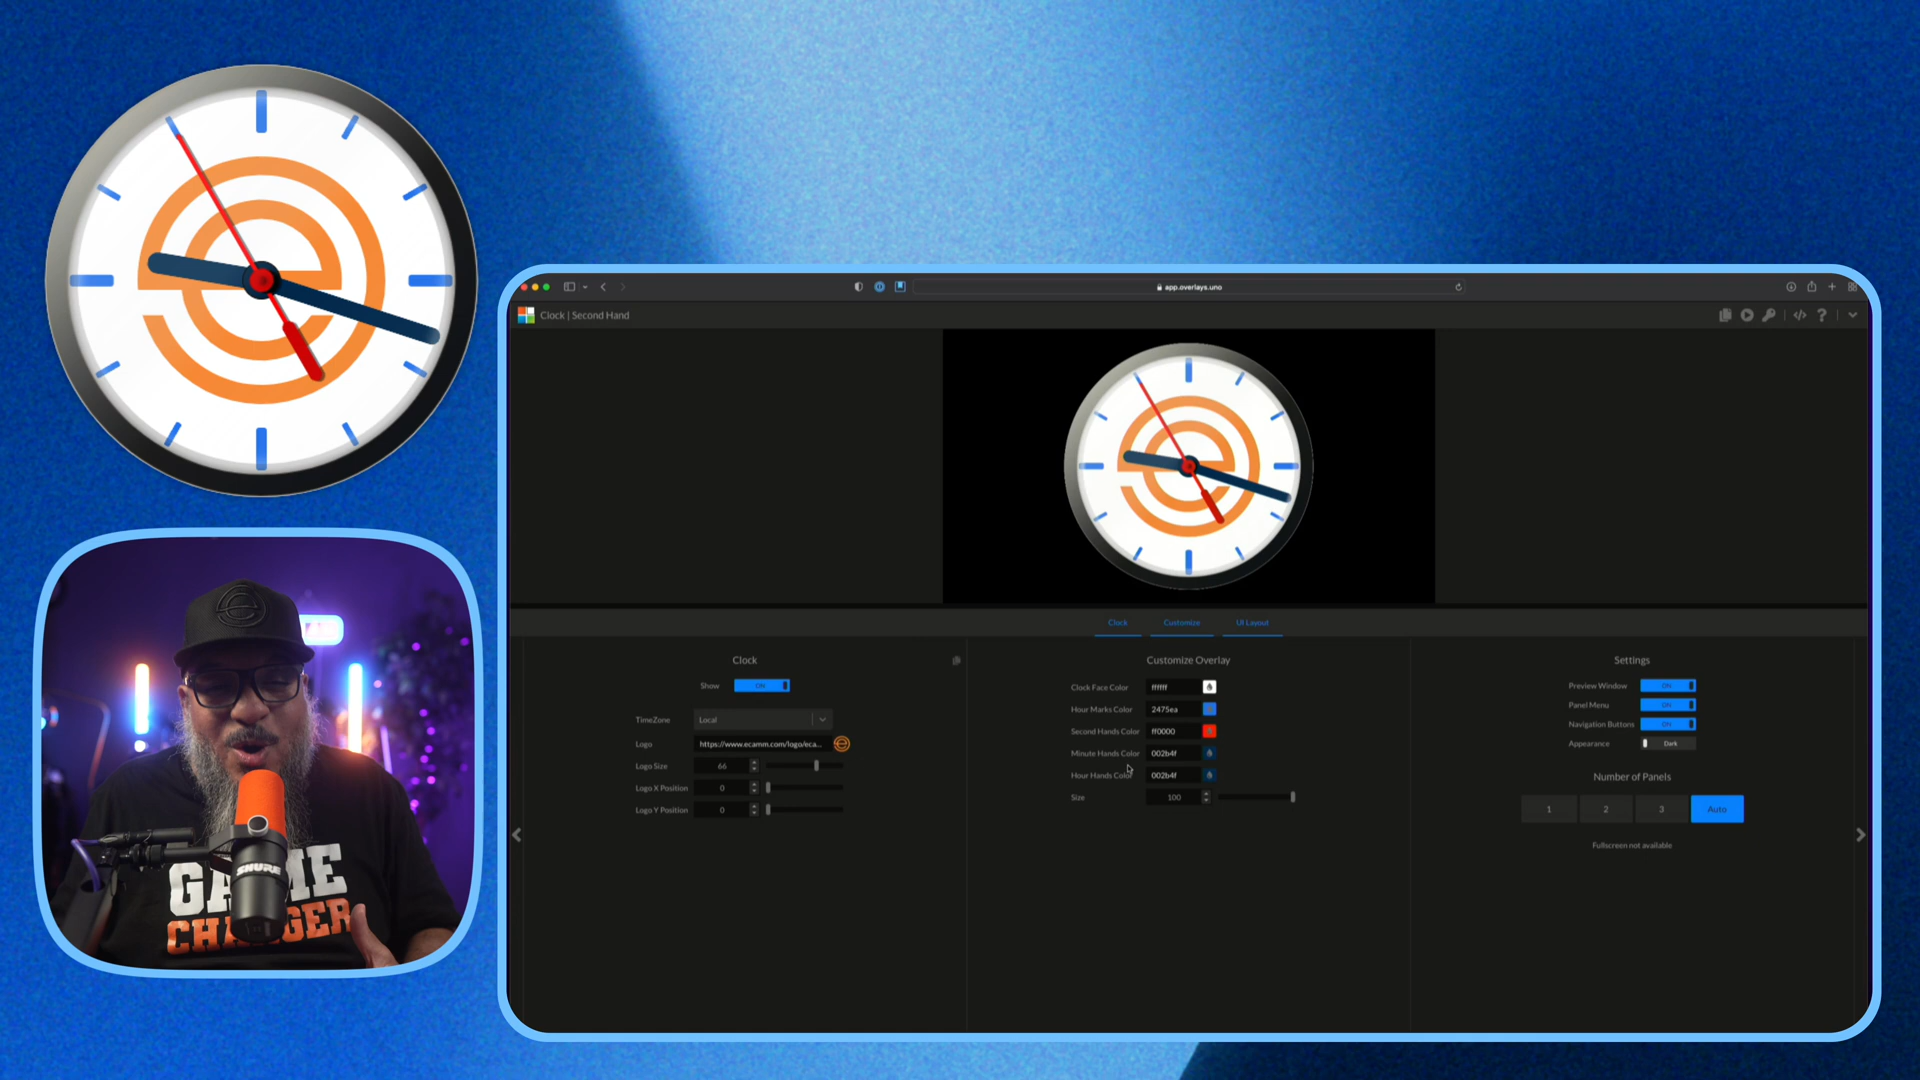 app.overlays.uno
Clock | Second Hand
Clock
Customize
UI Layout
Clock
Show
ON
TimeZone
Local
Logo
https://www.ecamm.com/logo/eca...
Logo Size
66
Logo X Position
0
Logo Y Position
0
Customize Overlay
Clock Face Color
ffffff
Hour Marks Color
2475ea
Second Hands Color
ff0000
Minute Hands Color
002b4f
Hour Hands Color
002b4f
Size
100
Settings
Preview Window
ON
Panel Menu
ON
Navigation Buttons
ON
Appearance
Dark
Number of Panels
1
2
3
Auto
Fullscreen not available
SHURE